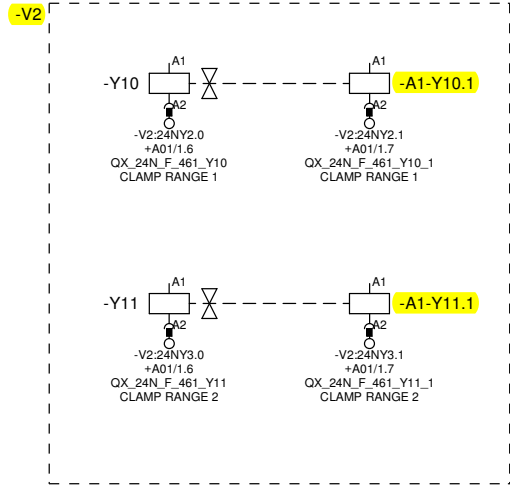 -V2
A1
A1
-Y10
-A1-Y10.1
A2
A2
-V2:24NY2.0
+A01/1.6
QX_24N_F_461_Y10
CLAMP RANGE 1
-V2:24NY2.1
+A01/1.7
QX_24N_F_461_Y10_1
CLAMP RANGE 1
A1
A1
-Y11
-A1-Y11.1
A2
A2
-V2:24NY3.0
+A01/1.6
QX_24N_F_461_Y11
CLAMP RANGE 2
-V2:24NY3.1
+A01/1.7
QX_24N_F_461_Y11_1
CLAMP RANGE 2